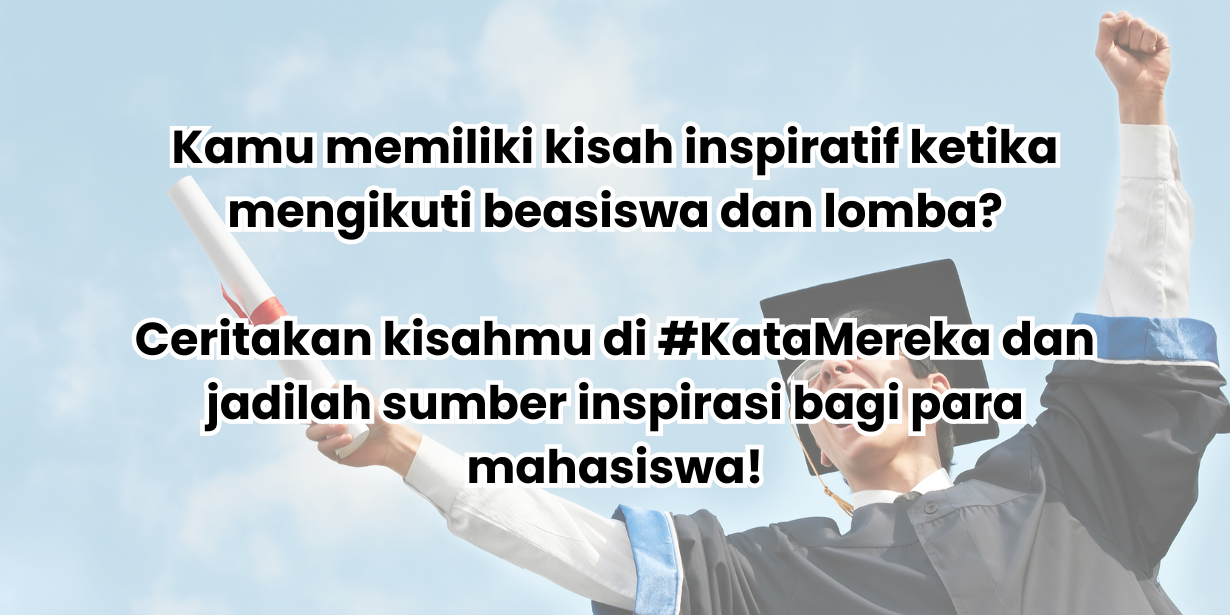 Kamu memiliki kisah inspiratif ketika
mengikuti beasiswa dan lomba?
Ceritakan kisahmu di #KataMereka dan
jadilah sumber inspirasi bagi para
mahasiswa!